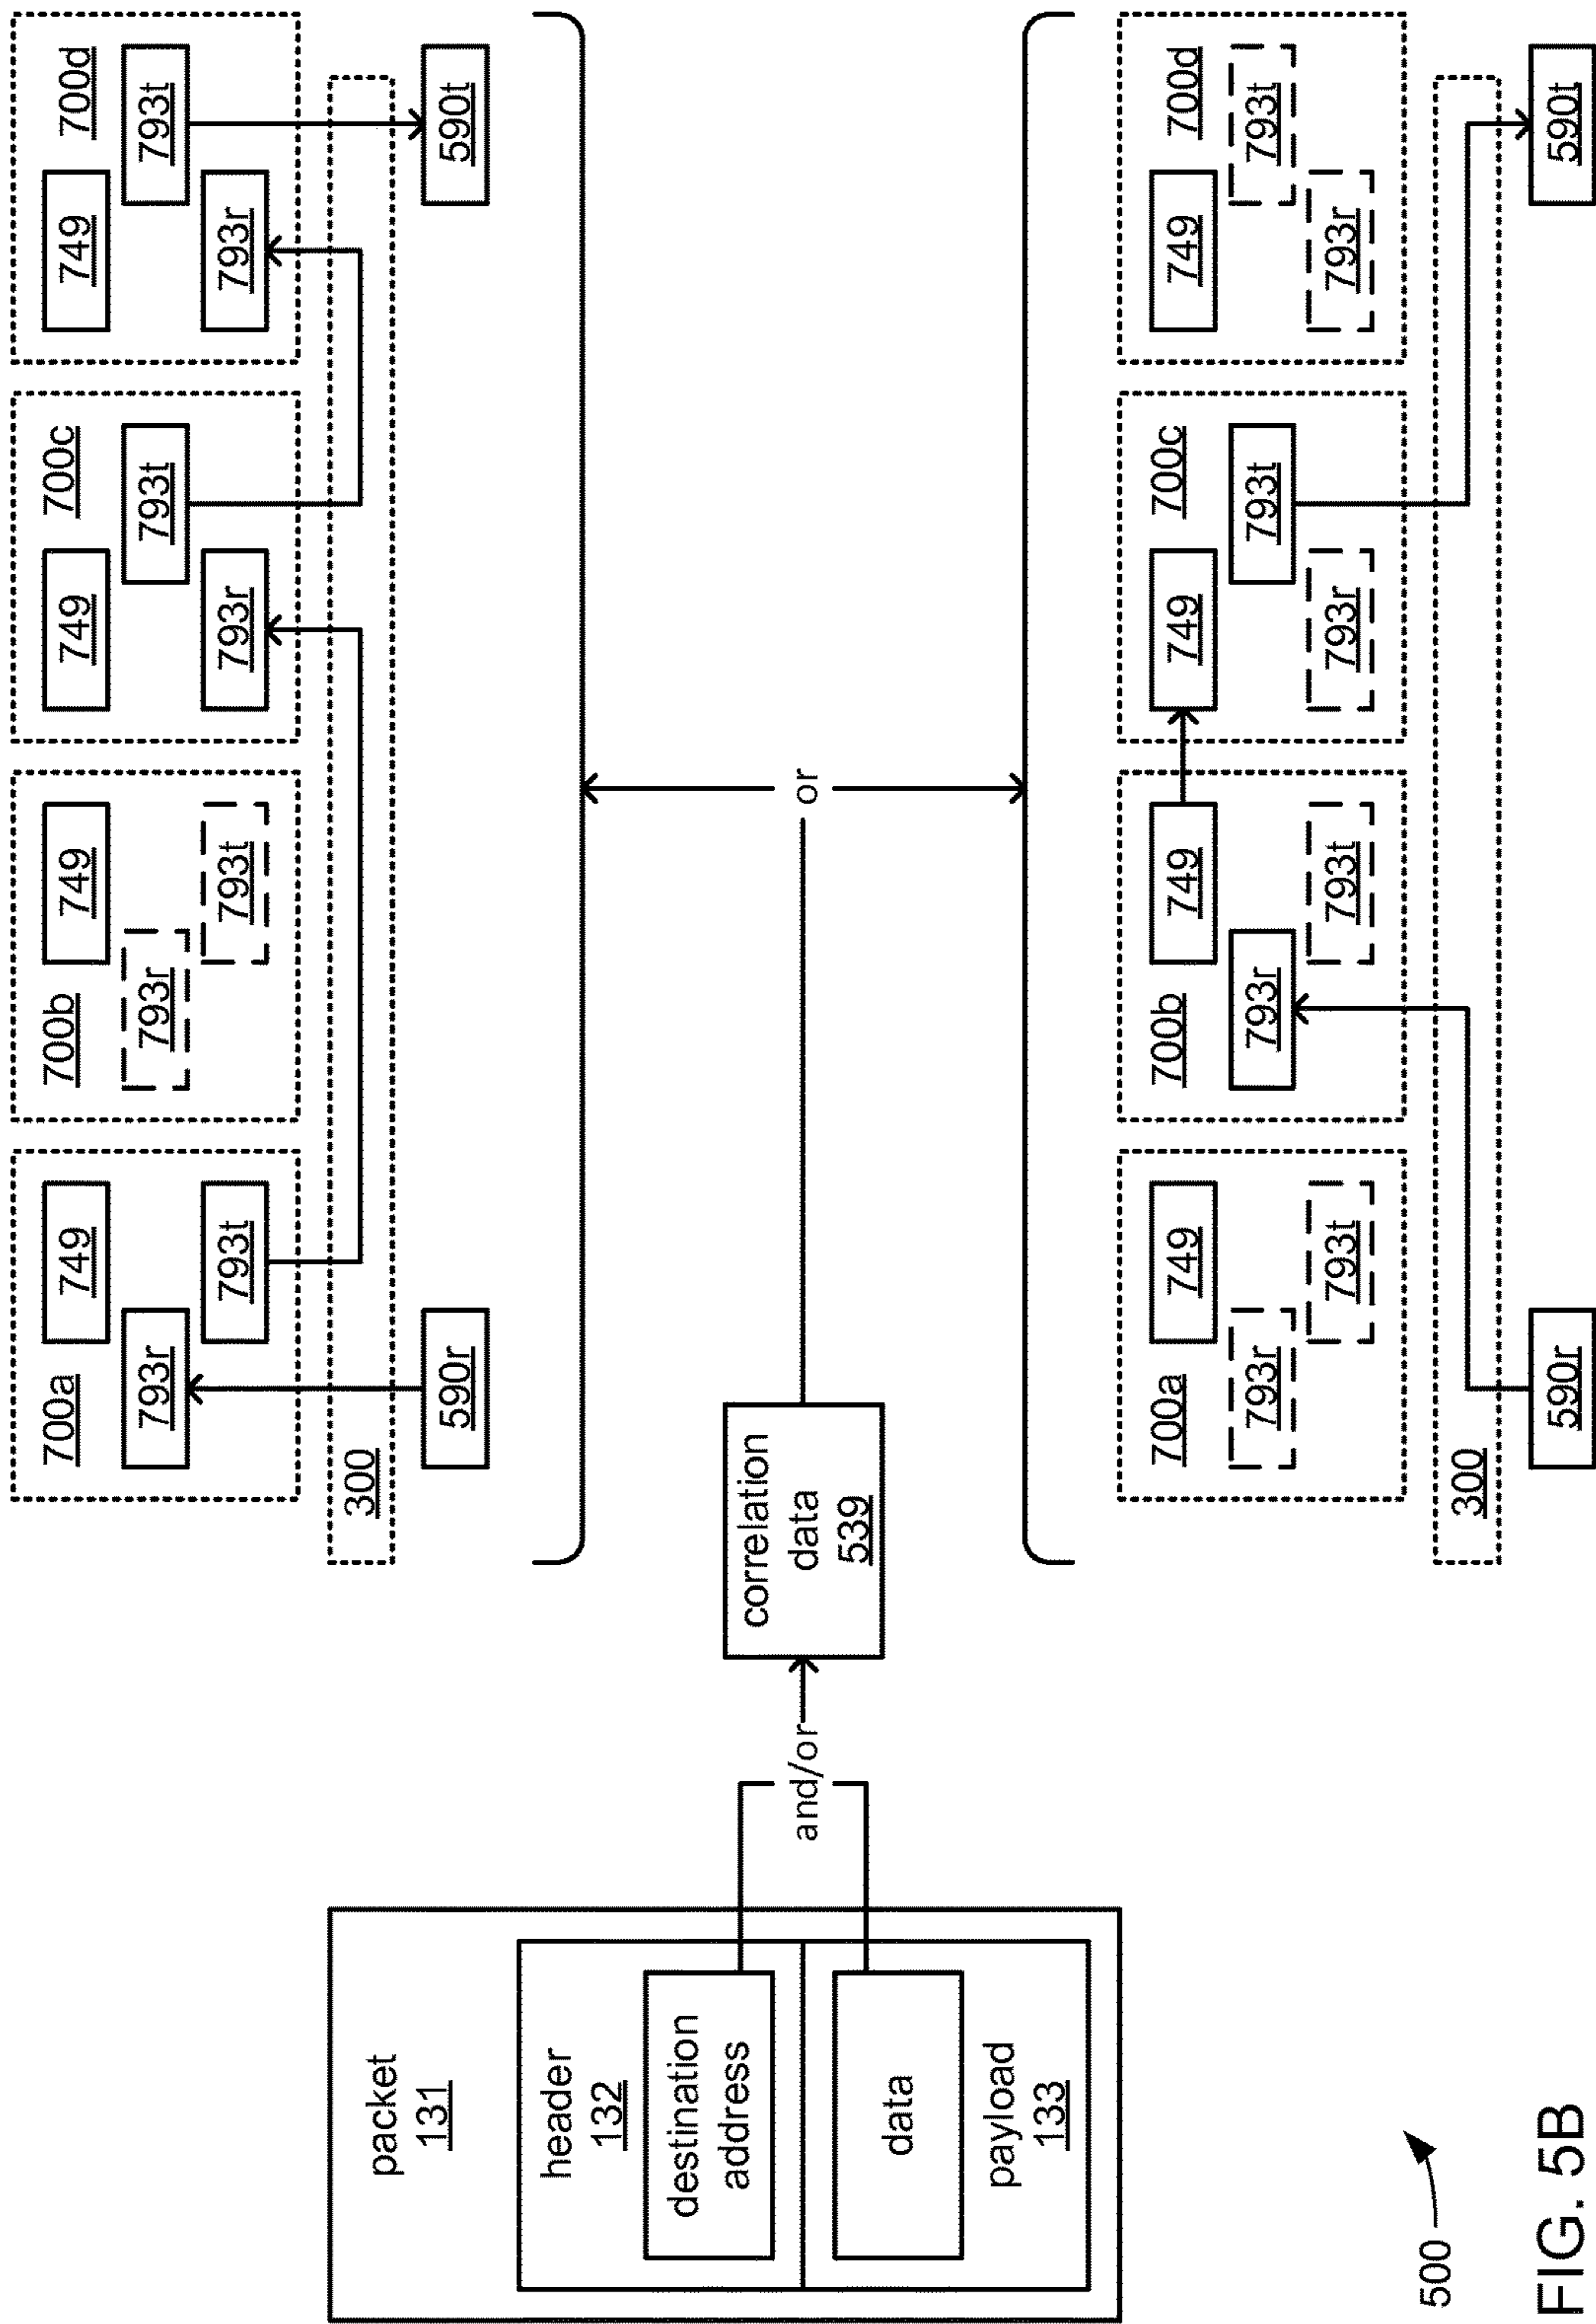 700a
749
793r
793t
700b
749
793r
793t
749
700c
793t
793r
749
700d
793t
793r
300
590r
590t
packet
131
header
132
destination
address
data
payload
133
and/or
correlation
data
539
or
700a
749
793r
793t
700b
749
793r
793t
749
700c
793t
793r
749
700d
793t
793r
300
590r
590t
500
FIG. 5B